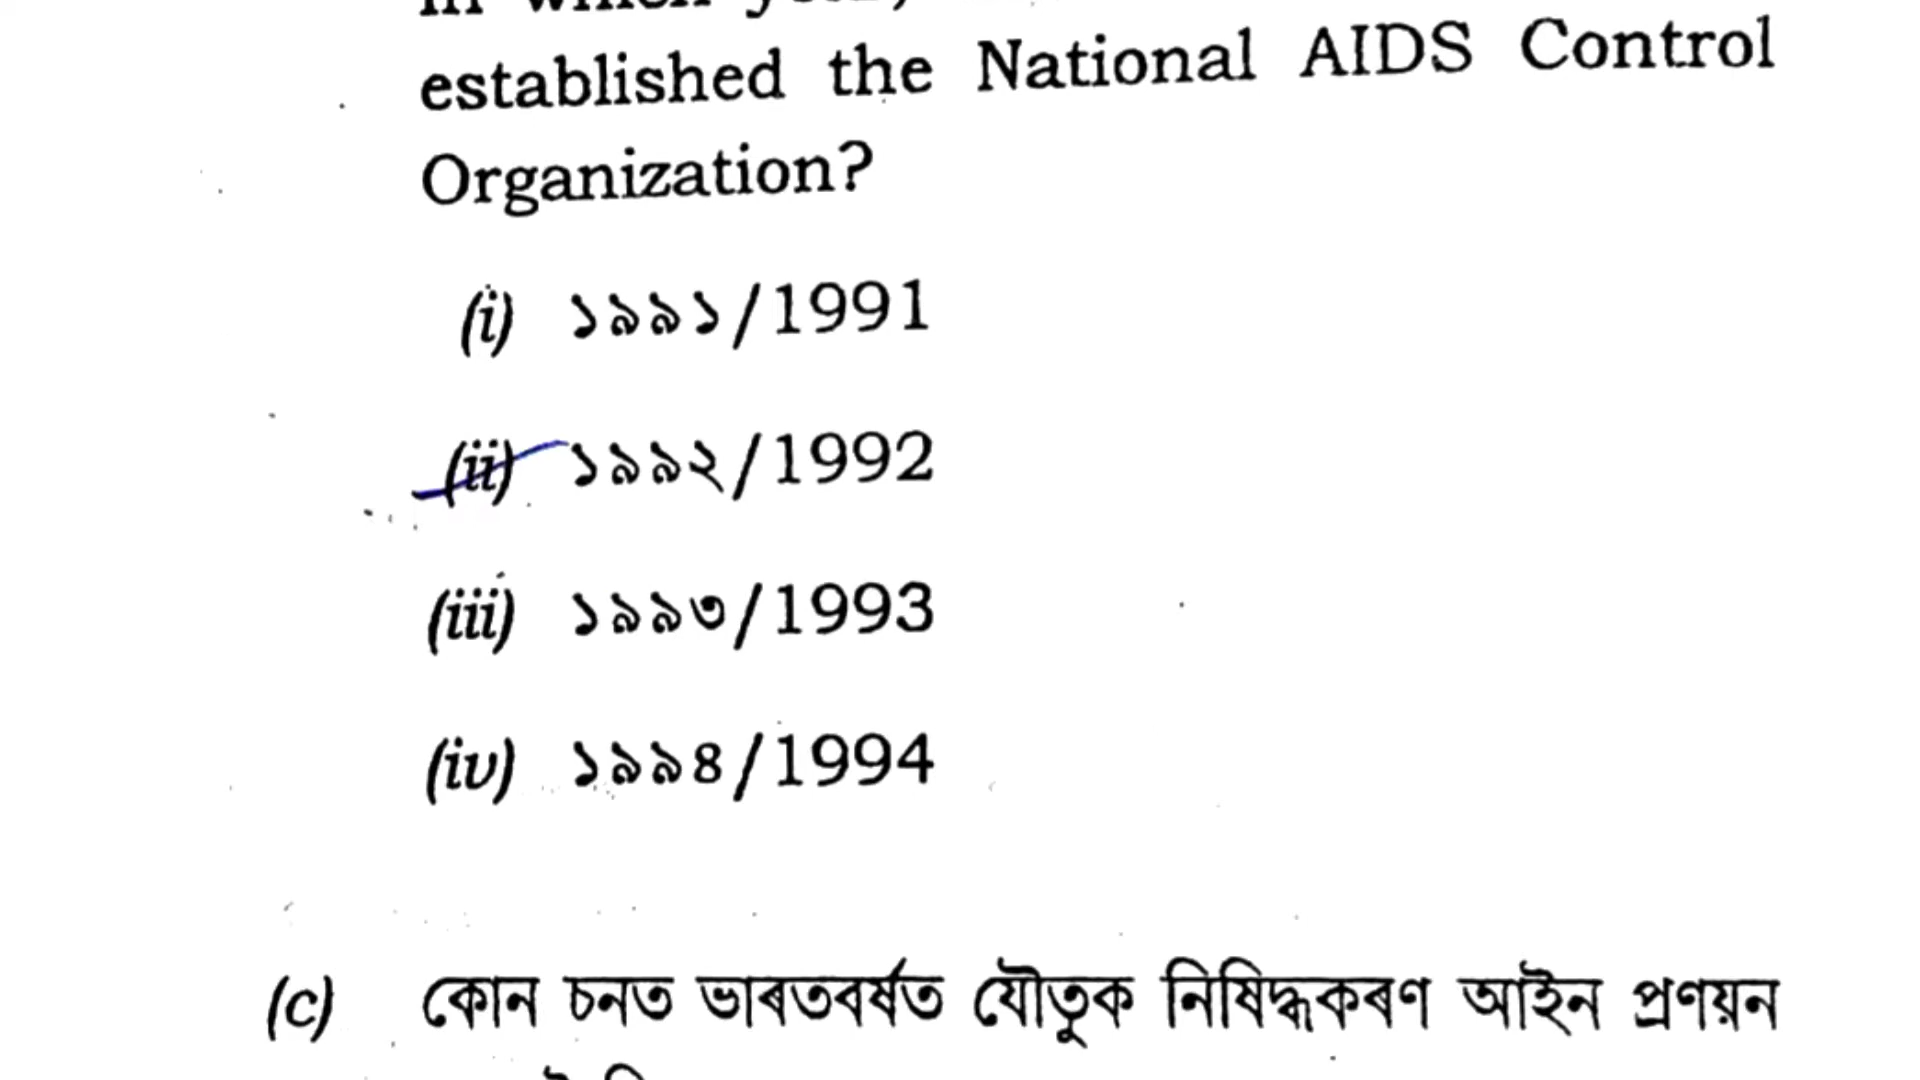 established the National AIDS Control
Organization?
(i) ১৯৯১/1991
(ii) ১৯৯২/1992
(iii) ১৯৯৩/1993
(iv) ১৯৯৪/1994
(c) কোন চনত ভাৰতবৰ্ষত যৌতুক নিষিদ্ধকৰণ আইন প্ৰণয়ন